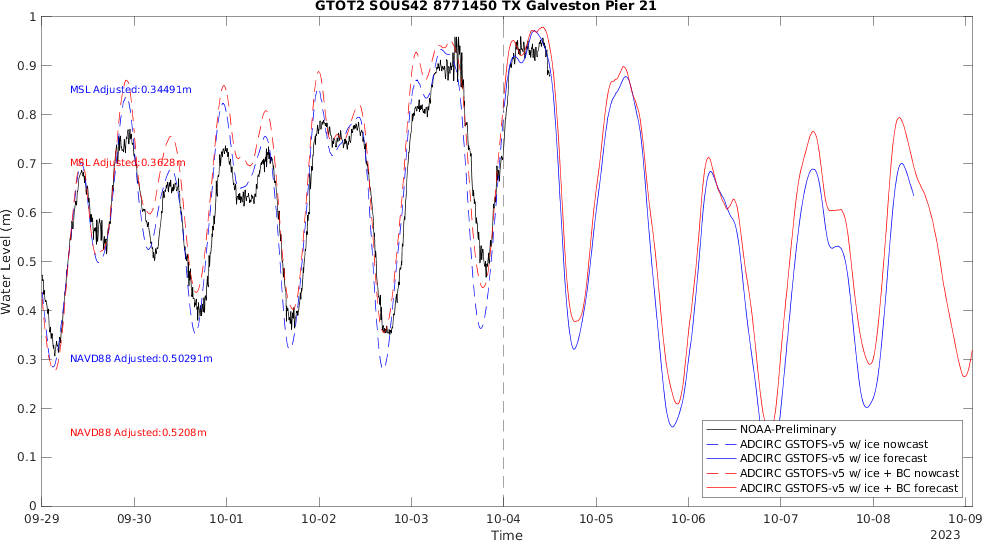 GTOT2 SOUS42 8771450 TX Galveston Pier 21
1
0.9
0.8
0.7
0.6
0.5
0.4
0.3
0.2
0.1
0
Water Level (m)
MSL Adjusted:0.34491m
MSL Adjusted:0.3628m
NAVD88 Adjusted:0.50291m
NAVD88 Adjusted:0.5208m
NOAA-Preliminary
ADCIRC GSTOFS-v5 w/ ice nowcast
ADCIRC GSTOFS-v5 w/ ice forecast
ADCIRC GSTOFS-v5 w/ ice + BC nowcast
ADCIRC GSTOFS-v5 w/ ice + BC forecast
09-29 09-30 10-01 10-02 10-03 10-04 10-05 10-06 10-07 10-08 10-09
Time
2023